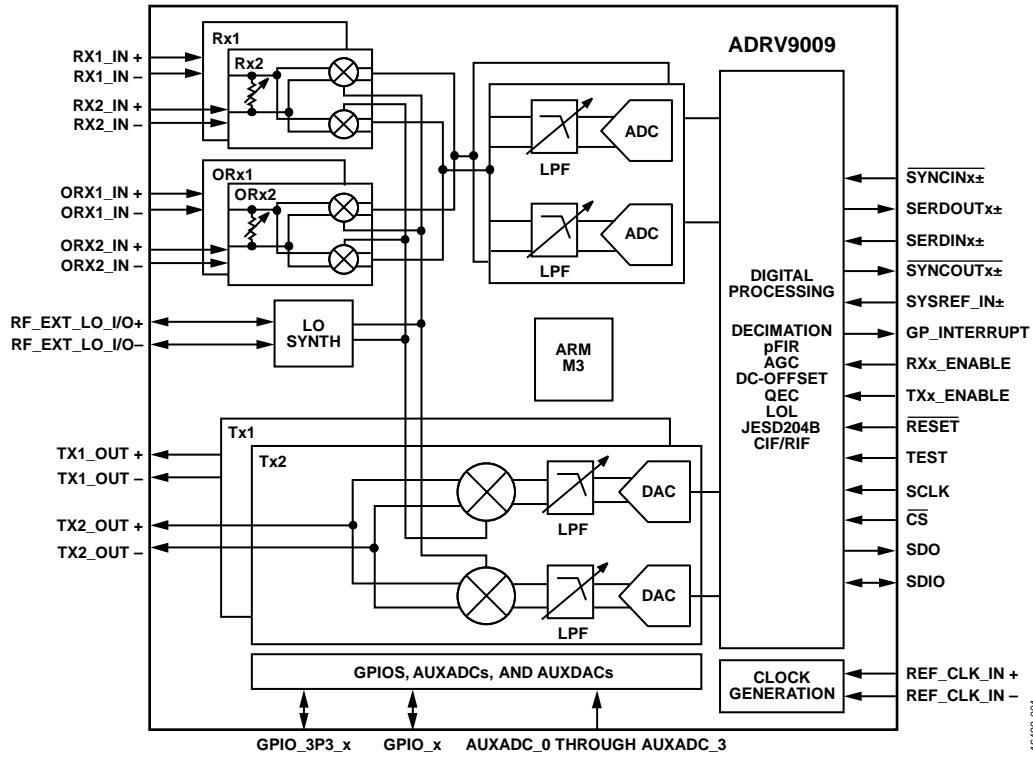 ADRV9009
RX1_IN +
RX1_IN –
RX2_IN +
RX2_IN –
Rx1
Rx2
ORX1_IN +
ORX1_IN –
ORX2_IN +
ORX2_IN –
ORx1
ORx2
RF_EXT_LO_I/O+
RF_EXT_LO_I/O–
LO
SYNTH
LPF
ADC
LPF
ADC
ARM
M3
DIGITAL
PROCESSING
DECIMATION
pFIR
AGC
DC-OFFSET
QEC
LOL
JESD204B
CIF/RIF
SYNCINx±
SERDOUTx±
SERDINx±
SYNCOUTx±
SYSREF_IN±
GP_INTERRUPT
RXx_ENABLE
TXx_ENABLE
RESET
TEST
SCLK
CS
SDO
SDIO
TX1_OUT +
TX1_OUT –
TX2_OUT +
TX2_OUT –
Tx1
Tx2
LPF
DAC
LPF
DAC
GPIOS, AUXADCs, AND AUXDACs
CLOCK
GENERATION
REF_CLK_IN +
REF_CLK_IN –
GPIO_3P3_x
GPIO_x
AUXADC_0 THROUGH AUXADC_3